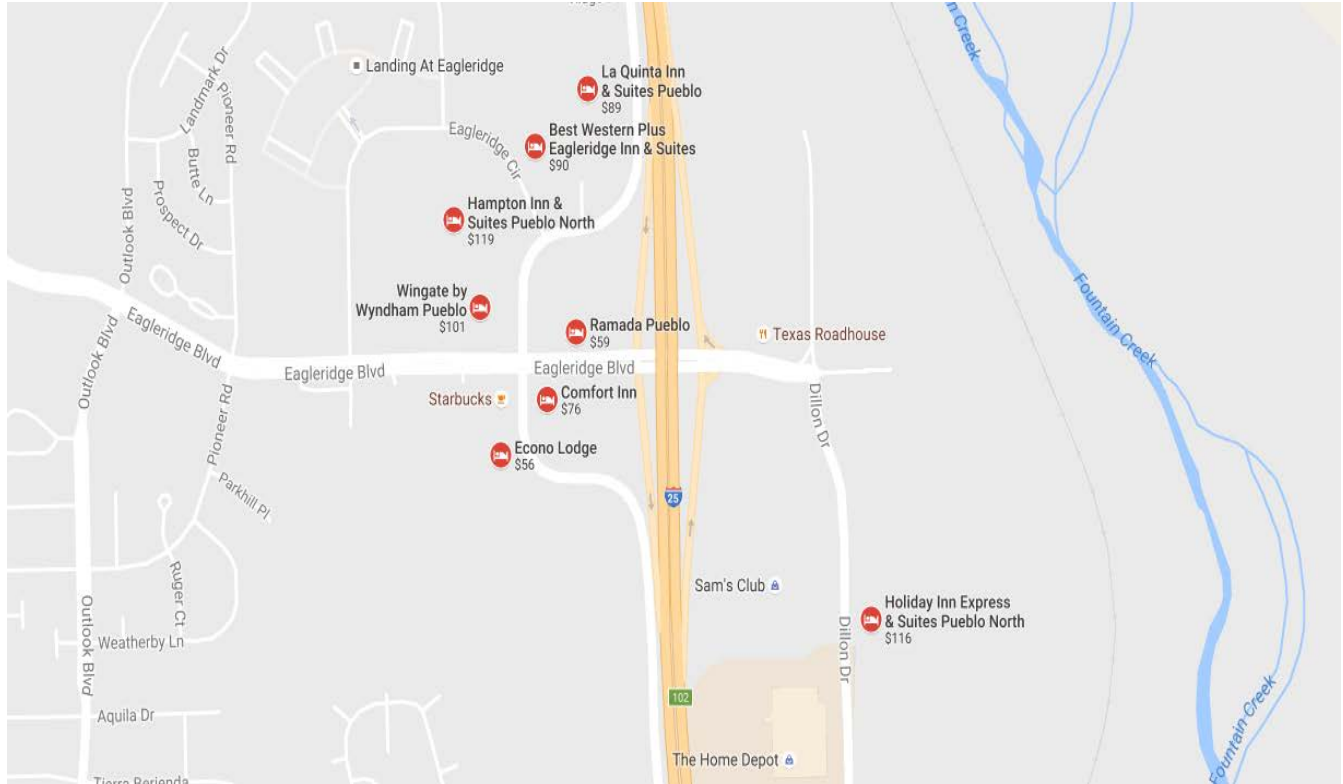 Ridge
n Creek
Landing At Eagleridge
La Quinta Inn
& Suites Pueblo
$89
Landmark Dr
Pioneer Rd
Eagleridge Cir
Best Western Plus
Eagleridge Inn & Suites
$90
Butte Ln
Prospect Dr
Outlook Blvd
Hampton Inn &
Suites Pueblo North
$119
Wingate by
Wyndham Pueblo
$101
Fountain Creek
Eagleridge Blvd
Outlook Blvd
Ramada Pueblo
$59
Texas Roadhouse
Eagleridge Blvd
Eagleridge Blvd
Starbucks
Comfort Inn
$76
Dillon Dr
Pioneer Rd
Econo Lodge
$56
Parkhill Pl
25
Ruger Ct
Sam's Club
Holiday Inn Express
& Suites Pueblo North
$116
Outlook Blvd
Weatherby Ln
Dillon Dr
102
Aquila Dr
Fountain Creek
The Home Depot
Tierra Berienda